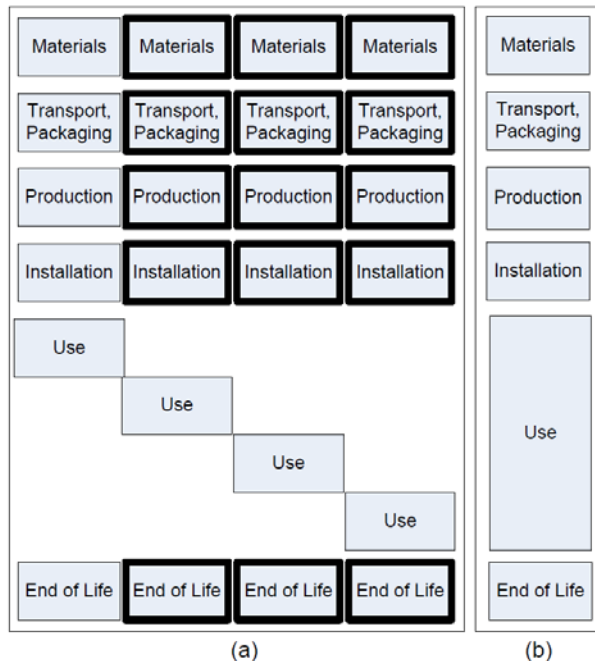 Materials Materials Materials Materials Materials
Transport, Transport, Transport, Transport, Transport,
Packaging Packaging Packaging Packaging Packaging
Production Production Production Production Production
Installation Installation Installation Installation Installation
Use
Use
Use
Use
Use
End of Life End of Life End of Life End of Life End of Life
(a) (b)